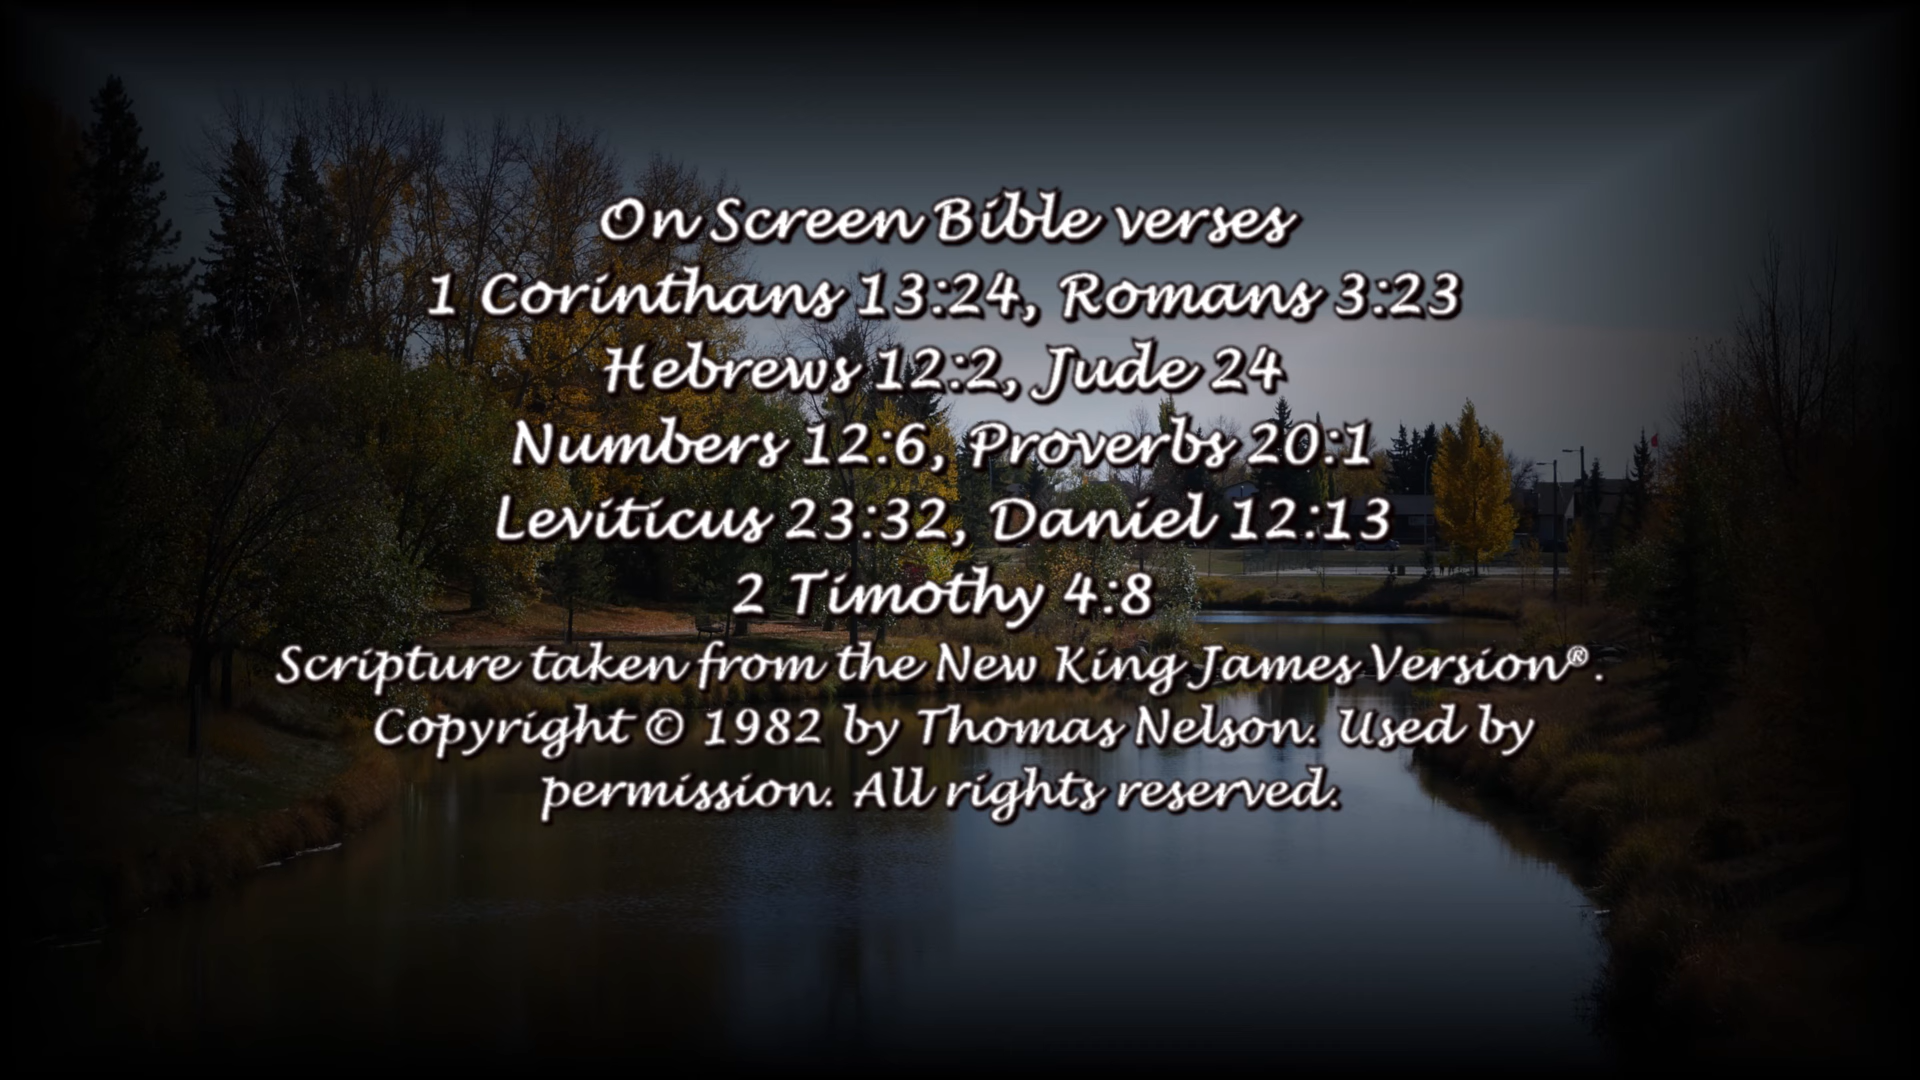 On Screen Bible verses
1 Corinthans 13:24, Romans 3:23
Hebrews 12:2, Jude 24
Numbers 12:6, Proverbs 20:1
Leviticus 23:32, Daniel 12:13
2 Timothy 4:8
Scripture taken from the New King James Version®.
Copyright © 1982 by Thomas Nelson. Used by
permission. All rights reserved.